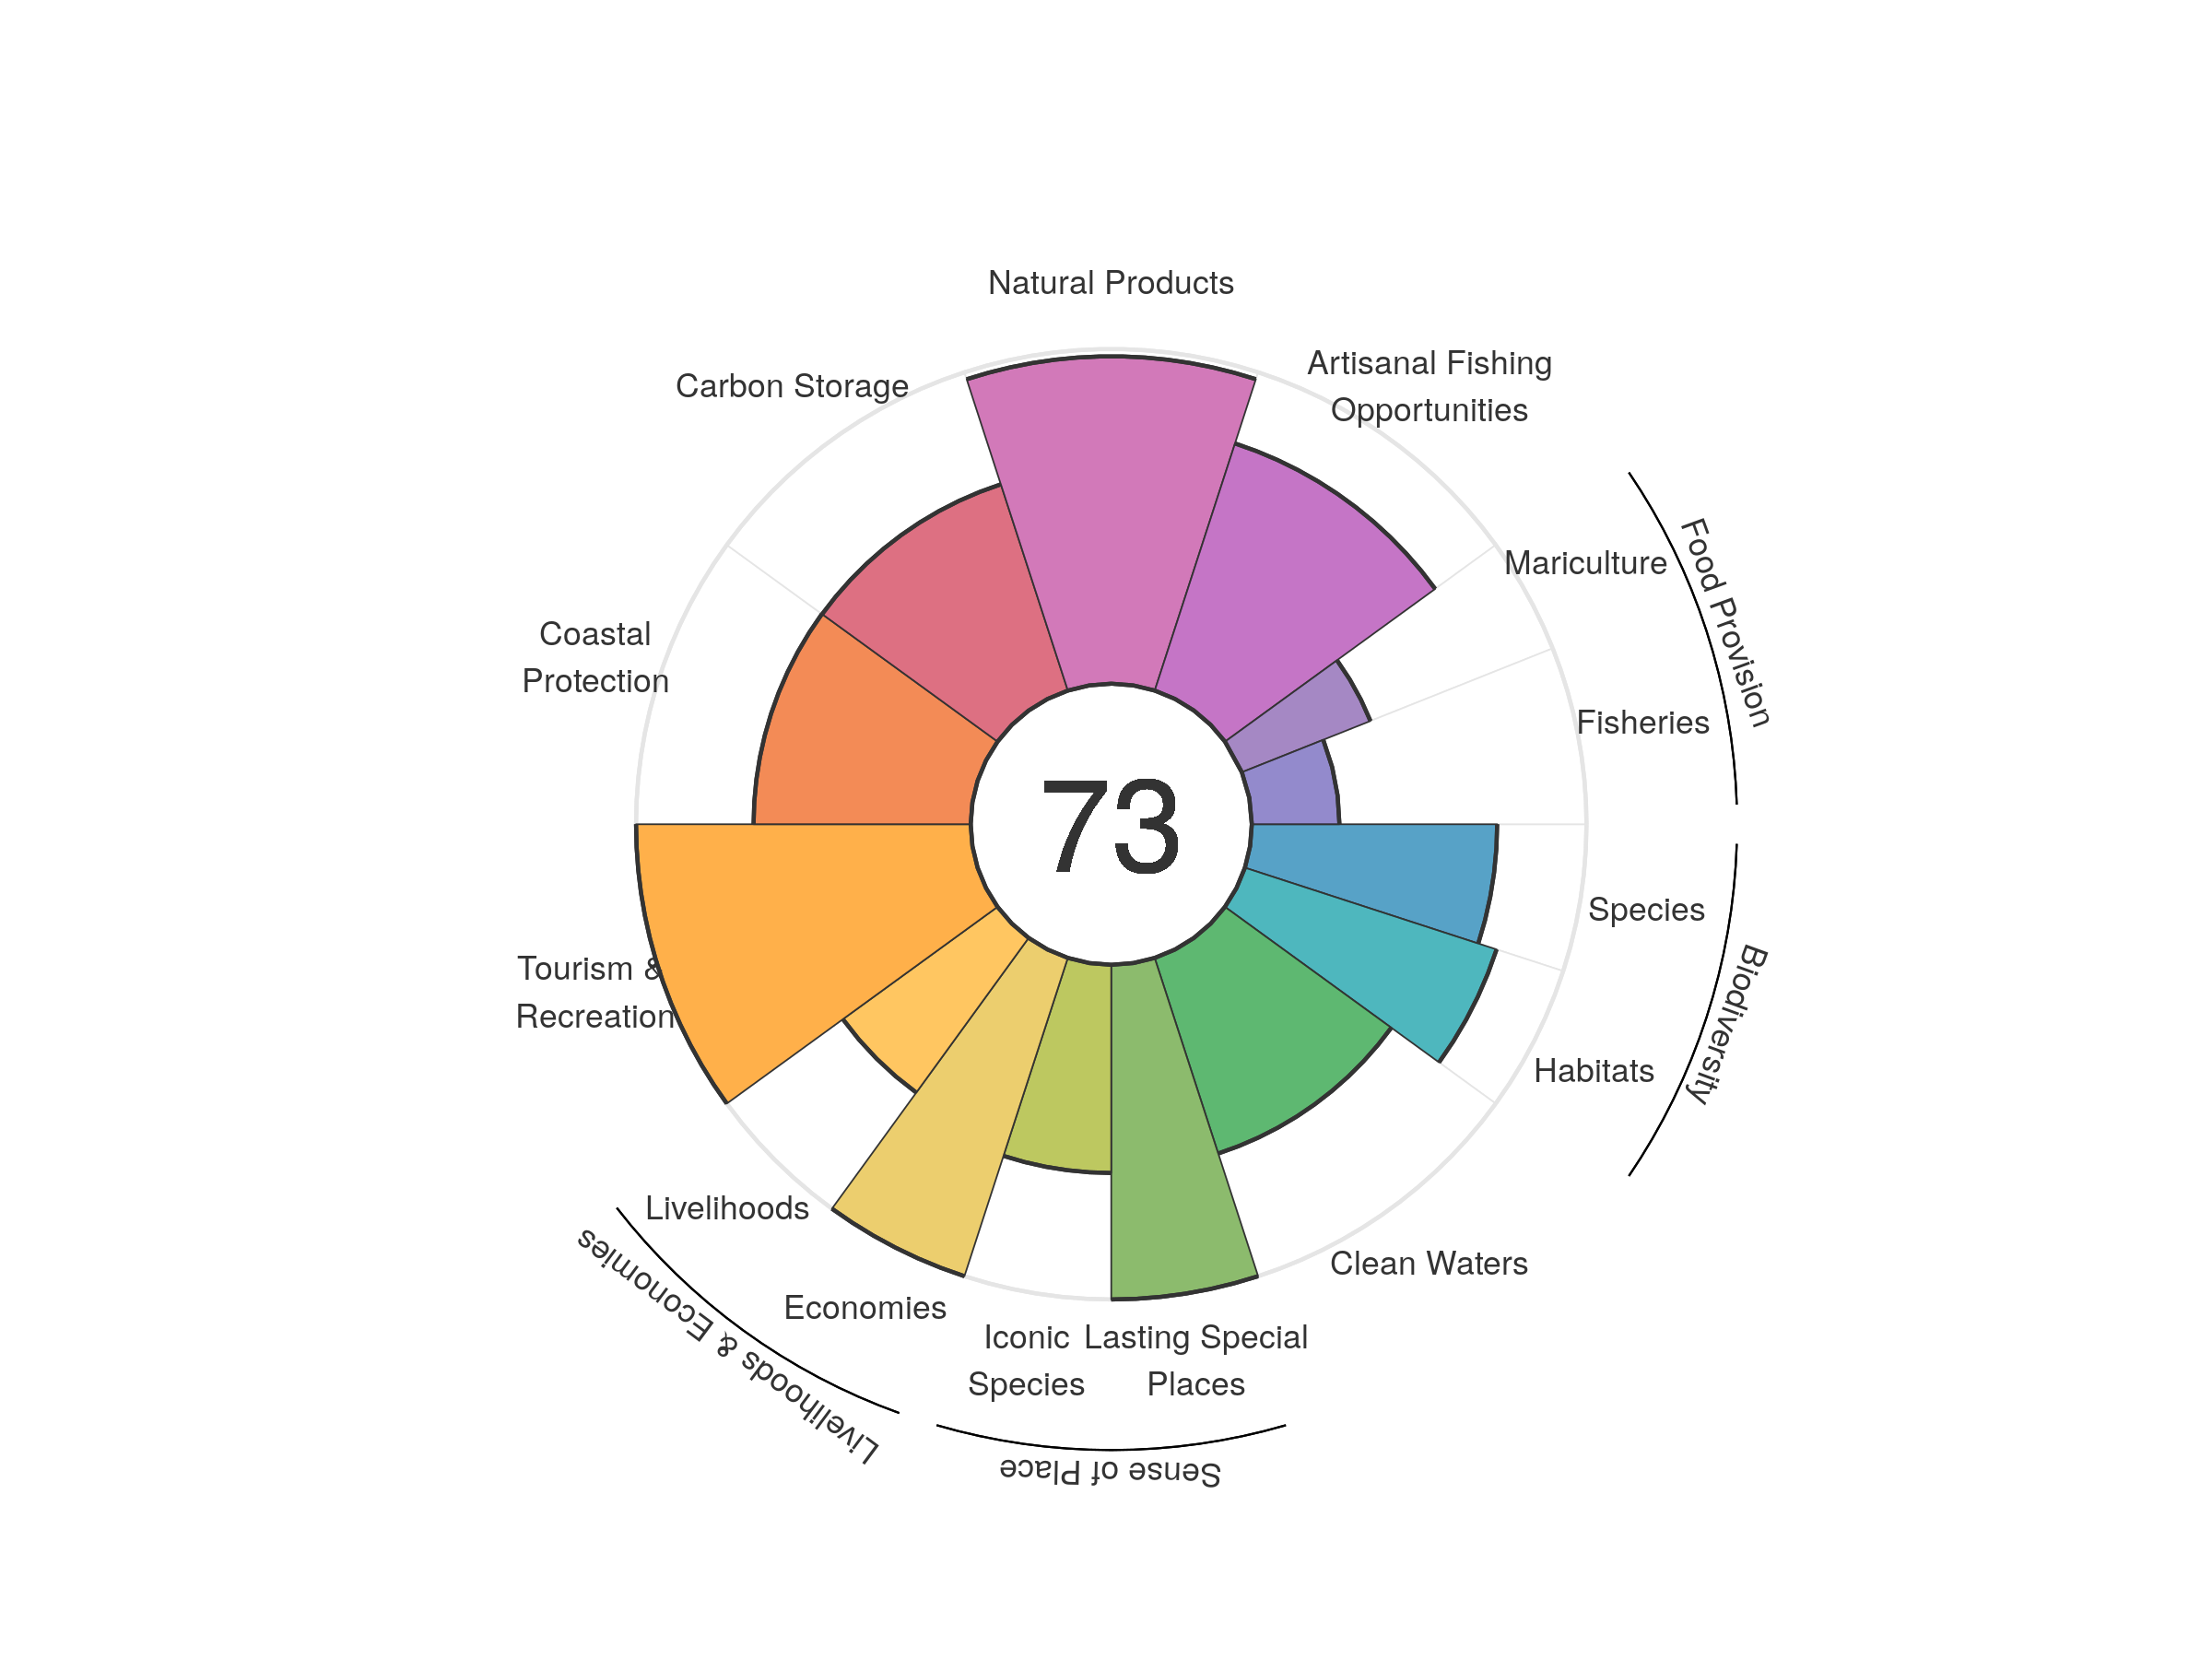 Natural Products
Artisanal Fishing
Opportunities
Carbon Storage
Mariculture
Food Provision
Coastal
Protection
Fisheries
73
Species
Biodiversity
Tourism &
Recreation
Habitats
Livelihoods
Clean Waters
Livelihoods & Economies
Economies
Iconic
Species
Lasting Special
Places
Sense of Place